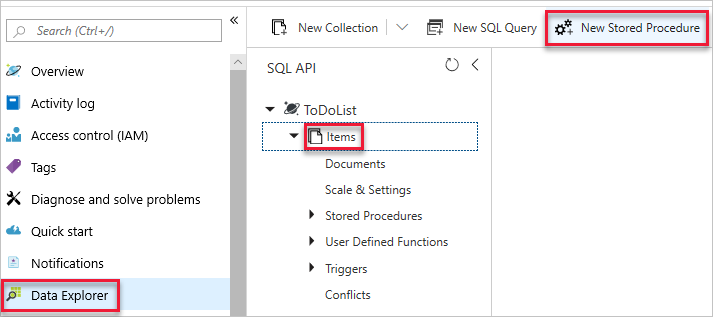 Search (Ctrl+/)
Overview
Activity log
Access control (IAM)
Tags
Diagnose and solve problems
Quick start
Notifications
Data Explorer
New Collection
New SQL Query
New Stored Procedure
SQL API
ToDoList
Items
Documents
Scale & Settings
Stored Procedures
User Defined Functions
Triggers
Conflicts